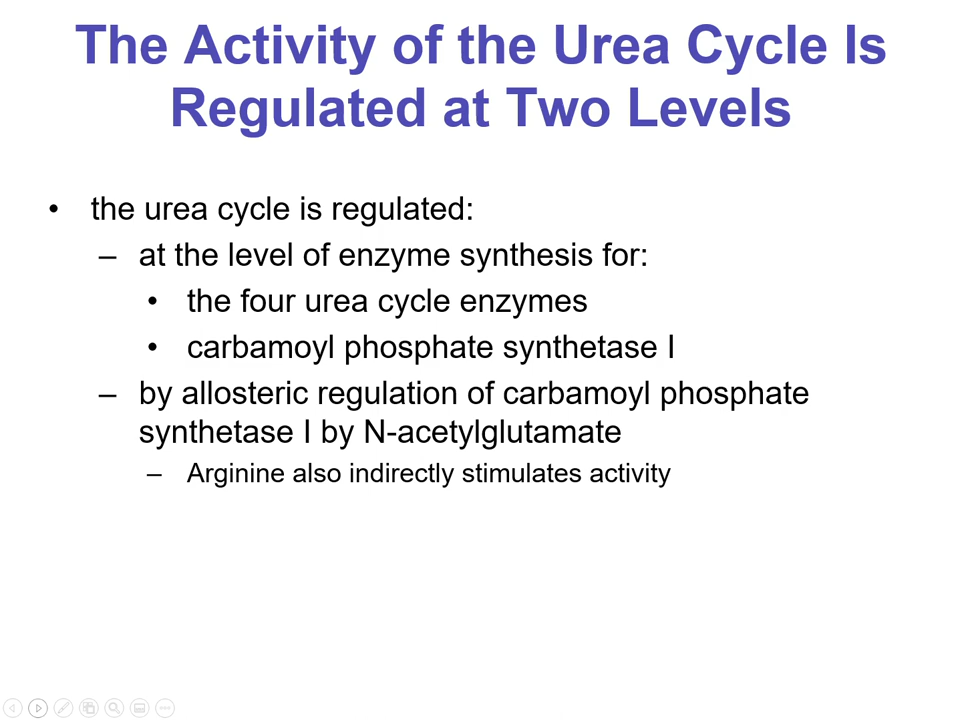 The Activity of the Urea Cycle Is
Regulated at Two Levels
• the urea cycle is regulated:
– at the level of enzyme synthesis for:
• the four urea cycle enzymes
• carbamoyl phosphate synthetase I
– by allosteric regulation of carbamoyl phosphate
synthetase I by N-acetylglutamate
– Arginine also indirectly stimulates activity